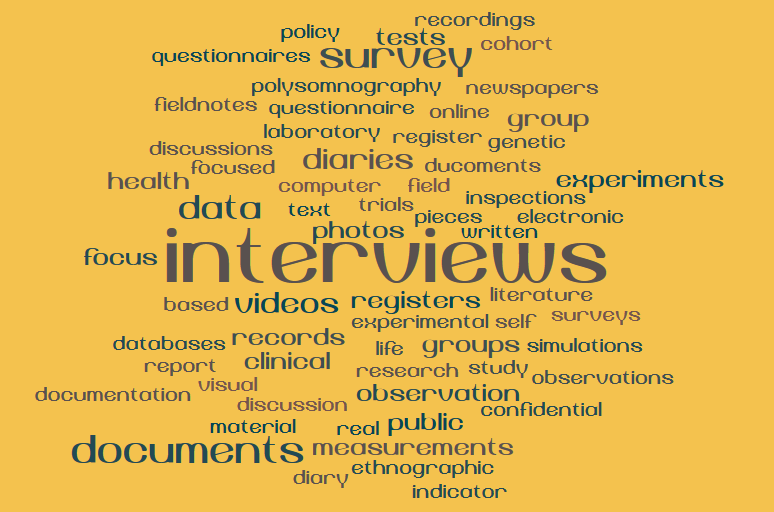 recordings
policy tests cohort
questionnaires survey
polysomnography newspapers
fieldnotes questionnaire online group
laboratory register genetic
discussions diaries ducoments
focused
health computer field experiments
data text trials inspections
pieces electronic
photos written
focus interviews
based videos registers literature
experimental self surveys
databases records life groups simulations
report clinical research study
documentation visual observation observations
discussion confidential
material real public
documents measurements
diary ethnographic
indicator